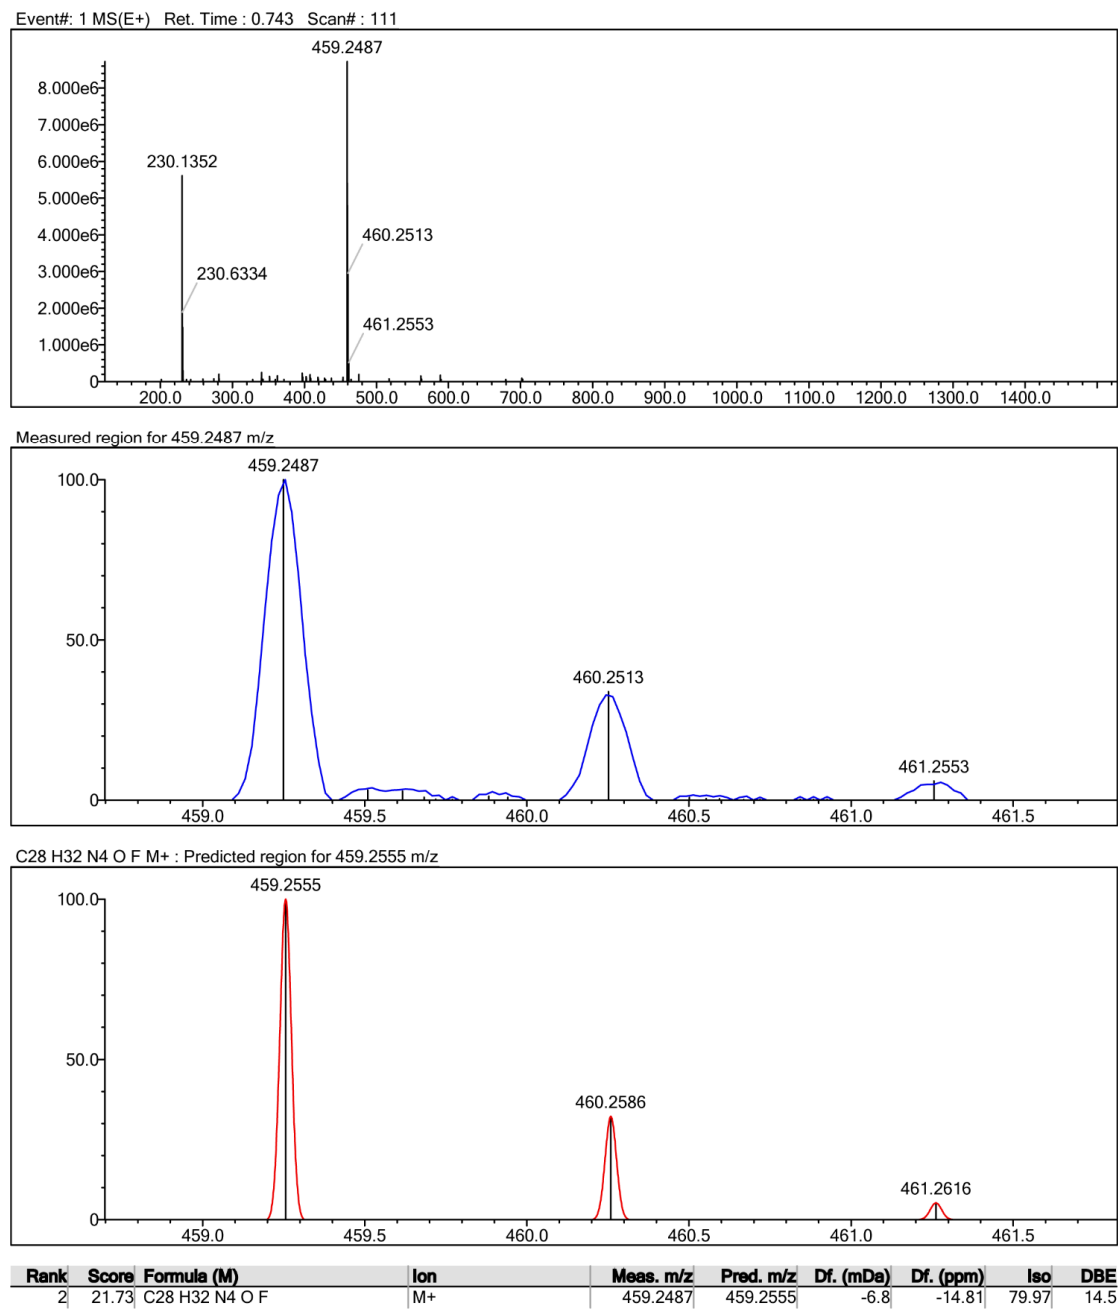 Event#: 1 MS(E+) Ret. Time : 0.743 Scan# : 111
459.2487
8.000e6
7.000e6
230.1352
6.000e6
5.000e6
460.2513
4.000e6
230.6334
3.000e6
2.000e6
461.2553
1.000e6
0
200.0 300.0 400.0 500.0 600.0 700.0 800.0 900.0 1000.0 1100.0 1200.0 1300.0 1400.0
Measured region for 459.2487 m/z
459.2487
100.0
50.0
460.2513
461.2553
0
459.0 459.5 460.0 460.5 461.0 461.5
C28 H32 N4 O F M+ : Predicted region for 459.2555 m/z
459.2555
100.0
50.0
460.2586
461.2616
0
459.0 459.5 460.0 460.5 461.0 461.5
Rank Score Formula (M) Ion Meas. m/z Pred. m/z Df. (mDa) Df. (ppm) Iso DBE
2 21.73 C28 H32 N4 O F M+ 459.2487 459.2555 -6.8 -14.81 79.97 14.5